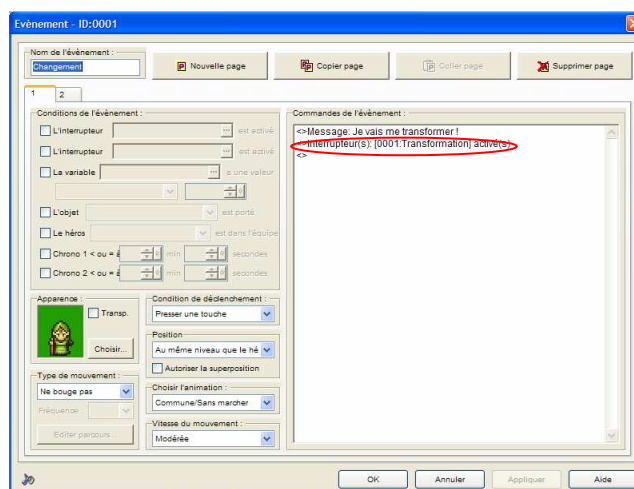 Evènement - ID:0001
Nom de l'évènement :
Changement
Nouvelle page
Copier page
Coller page
Supprimer page
1
2
Conditions de l'évènement :
L'interrupteur
est activé
L'interrupteur
est activé
La variable
a une valeur
L'objet
est porté
Le héros
est dans l'équipe
Chrono 1 < ou = à
min.
secondes
Chrono 2 < ou = à
min.
secondes
Apparence :
Transp.
Choisir...
Condition de déclenchement :
Presser une touche
Position
Au même niveau que le hé
Autoriser la superposition
Type de mouvement :
Ne bouge pas
Fréquence
Editer parcours...
Choisir l'animation :
Commune/Sans marcher
Vitesse du mouvement :
Modérée
Commandes de l'évènement :
<>Message: Je vais me transformer !
<>Interrupteur(s): [0001:Transformation] activé(s)
<>
OK
Annuler
Appliquer
Aide